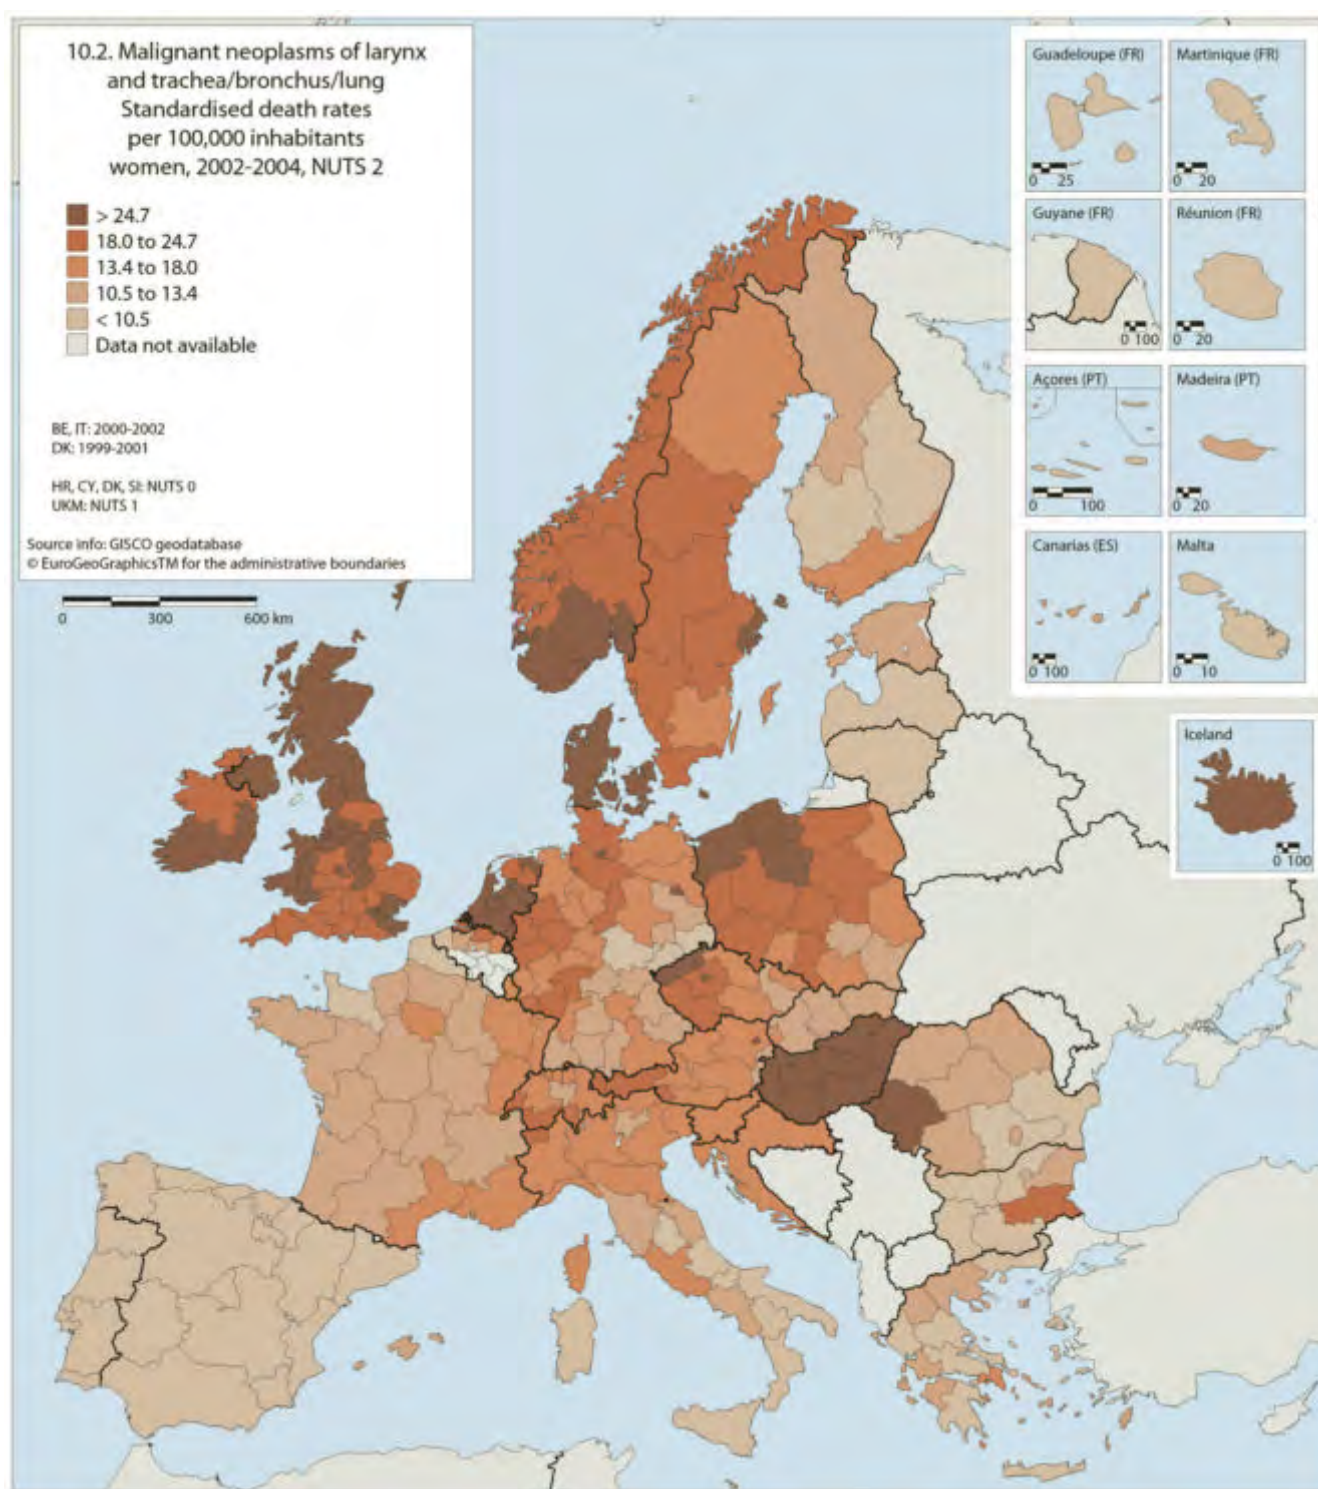 10.2. Malignant neoplasms of larynx
and trachea/bronchus/lung
Standardised death rates
per 100,000 inhabitants
women, 2002-2004, NUTS 2
> 24.7
18.0 to 24.7
13.4 to 18.0
10.5 to 13.4
< 10.5
Data not available
BE, IT: 2000-2002
DK: 1999-2001
HR, CY, DK, SI: NUTS 0
UKM: NUTS 1
Source info: GISCO geodatabase
© EuroGeoGraphicsTM for the administrative boundaries
0 300 600 km
Guadeloupe (FR)
0 25
Martinique (FR)
0 20
Guyane (FR)
0 100
Réunion (FR)
0 20
Açores (PT)
0 100
Madeira (PT)
0 20
Canarias (ES)
0 100
Malta
0 10
Iceland
0 100